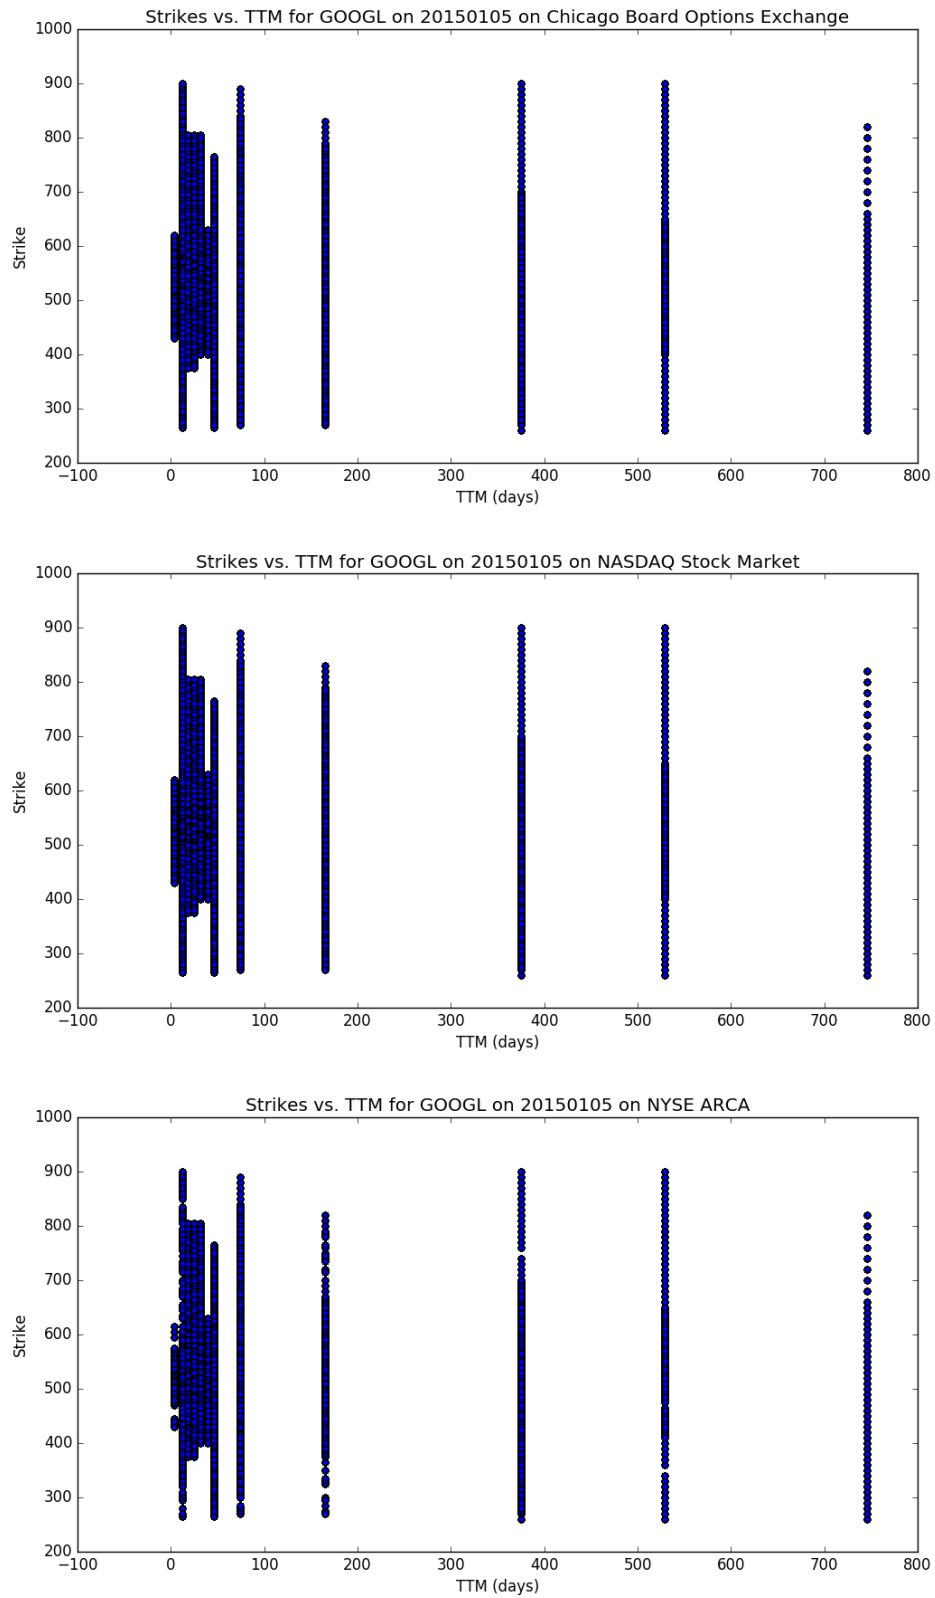 Strikes vs. TTM for GOOGL on 20150105 on Chicago Board Options Exchange
1000
900
800
700
600
500
400
300
200
Strike
−100 0 100 200 300 400 500 600 700 800
TTM (days)
Strikes vs. TTM for GOOGL on 20150105 on NASDAQ Stock Market
1000
900
800
700
600
500
400
300
200
Strike
−100 0 100 200 300 400 500 600 700 800
TTM (days)
Strikes vs. TTM for GOOGL on 20150105 on NYSE ARCA
1000
900
800
700
600
500
400
300
200
Strike
−100 0 100 200 300 400 500 600 700 800
TTM (days)